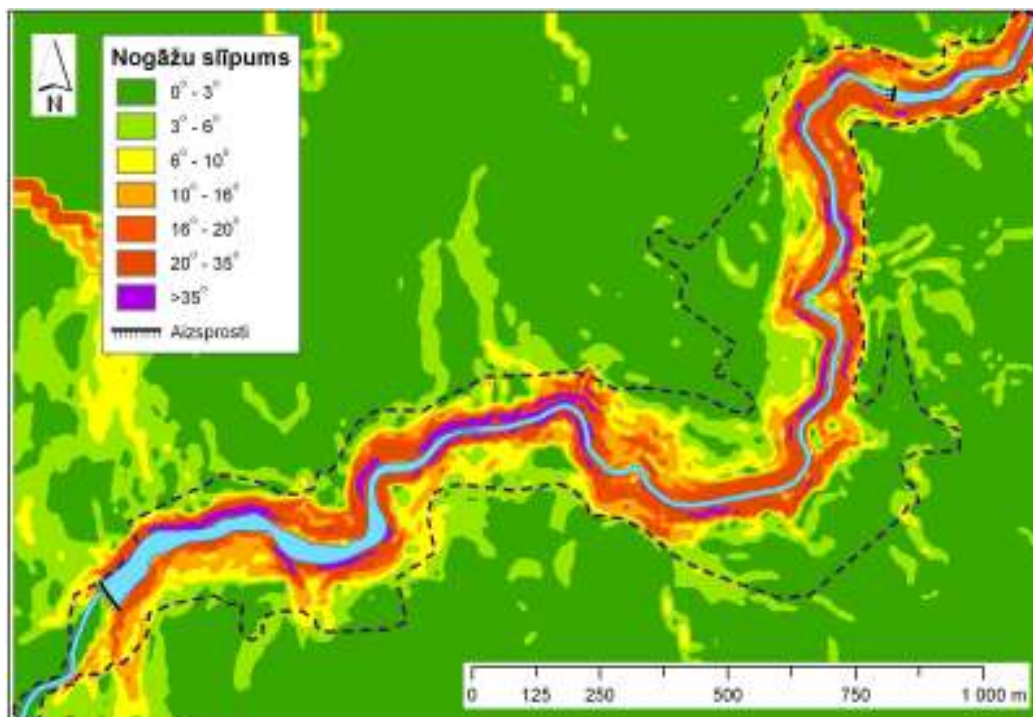 N
Nogāžu slīpums
0° - 3°
3° - 6°
6° - 10°
10° - 16°
16° - 20°
20° - 35°
>35°
Aizsprosti
0 125 250 500 750 1 000 m